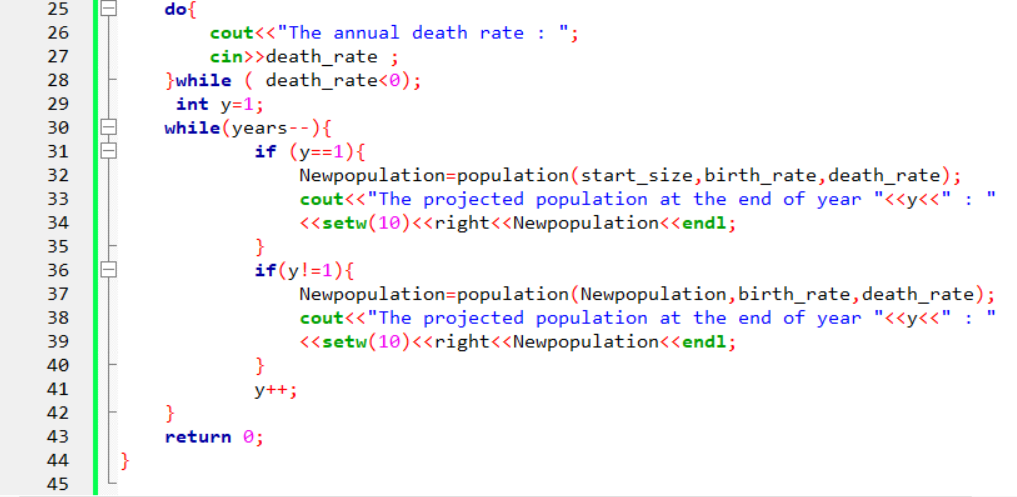 25 do{
26 cout<<"The annual death rate : ";
27 cin>>death_rate ;
28 }while ( death_rate<0);
29 int y=1;
30 while(years--){
31 if (y==1){
32 Newpopulation=population(start_size,birth_rate,death_rate);
33 cout<<"The projected population at the end of year "<<y<<" : "
34 <<setw(10)<<right<<Newpopulation<<endl;
35 }
36 if(y!=1){
37 Newpopulation=population(Newpopulation,birth_rate,death_rate);
38 cout<<"The projected population at the end of year "<<y<<" : "
39 <<setw(10)<<right<<Newpopulation<<endl;
40 }
41 y++;
42 }
43 return 0;
44 }
45